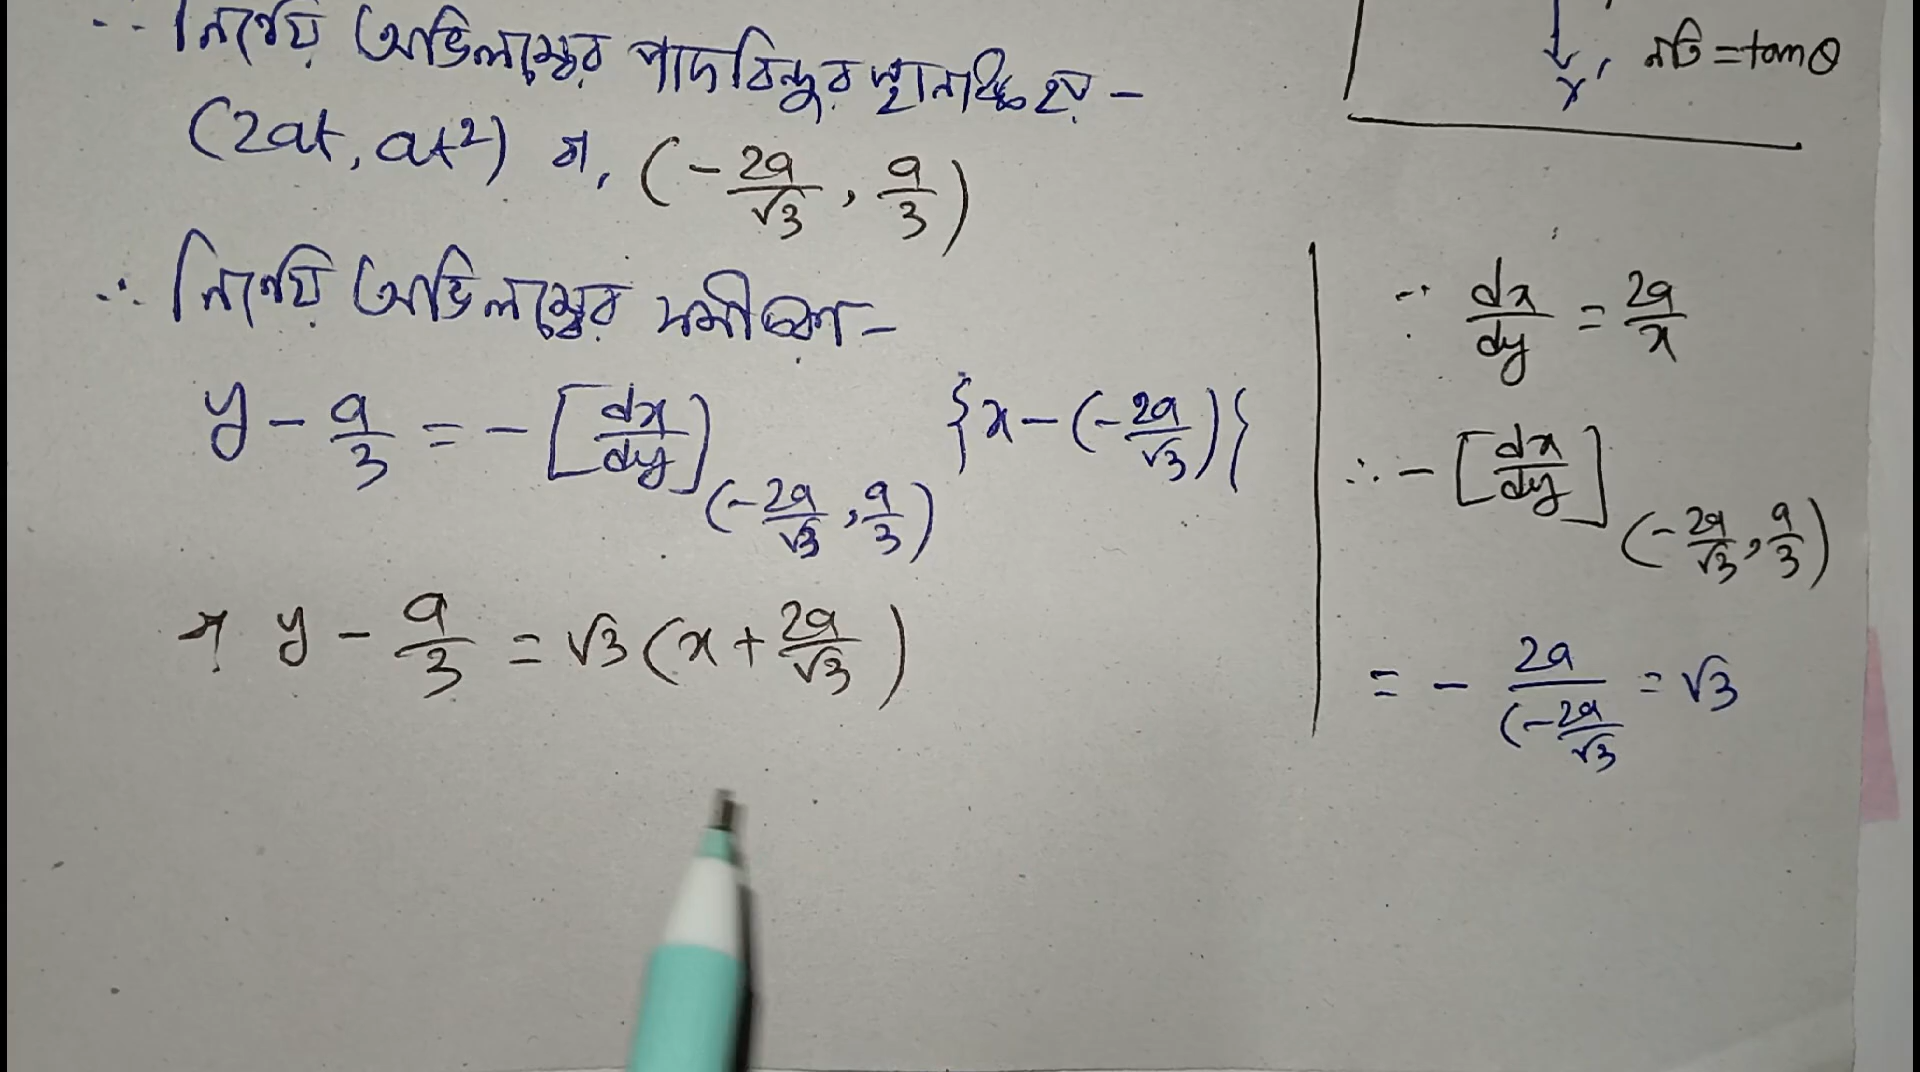 ∴ নির্ণেয় অভিলম্বের পাদবিন্দুর স্থানাঙ্ক হয় -
(2at, at²) বা, (-2a/√3, a/3)
∴ নির্ণেয় অভিলম্বের সমীকরণ -
y - a/3 = -[dx/dy](-2a/√3, a/3) {x - (-2a/√3)}
বা, y - a/3 = √3(x + 2a/√3)
নতি = tanθ
∵ dx/dy = 2a/x
∴ -[dx/dy](-2a/√3, a/3)
= - 2a/(-2a/√3 = √3